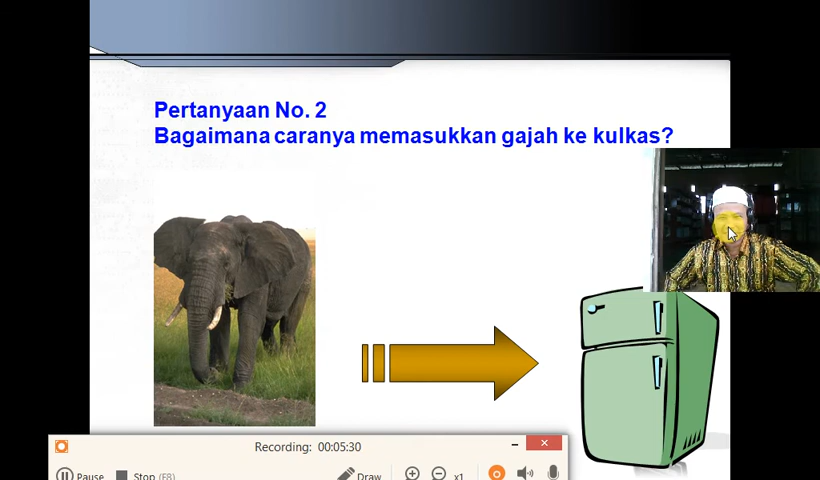 Pertanyaan No. 2
Bagaimana caranya memasukkan gajah ke kulkas?
Recording: 00:05:30
Pause Stop (F8) Draw x1